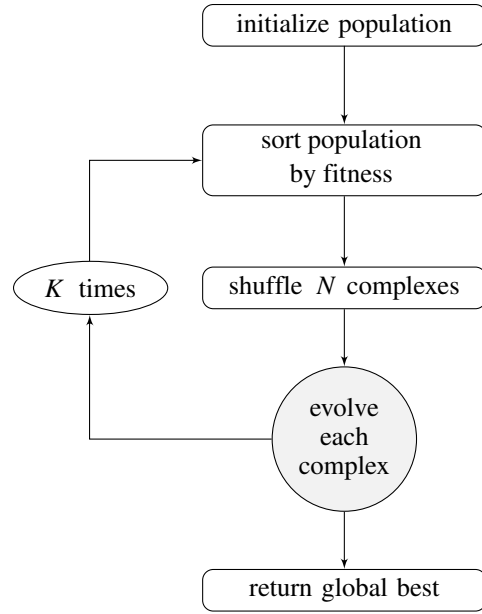 initialize population
sort population
by fitness
K times
shuffle N complexes
evolve
each
complex
return global best